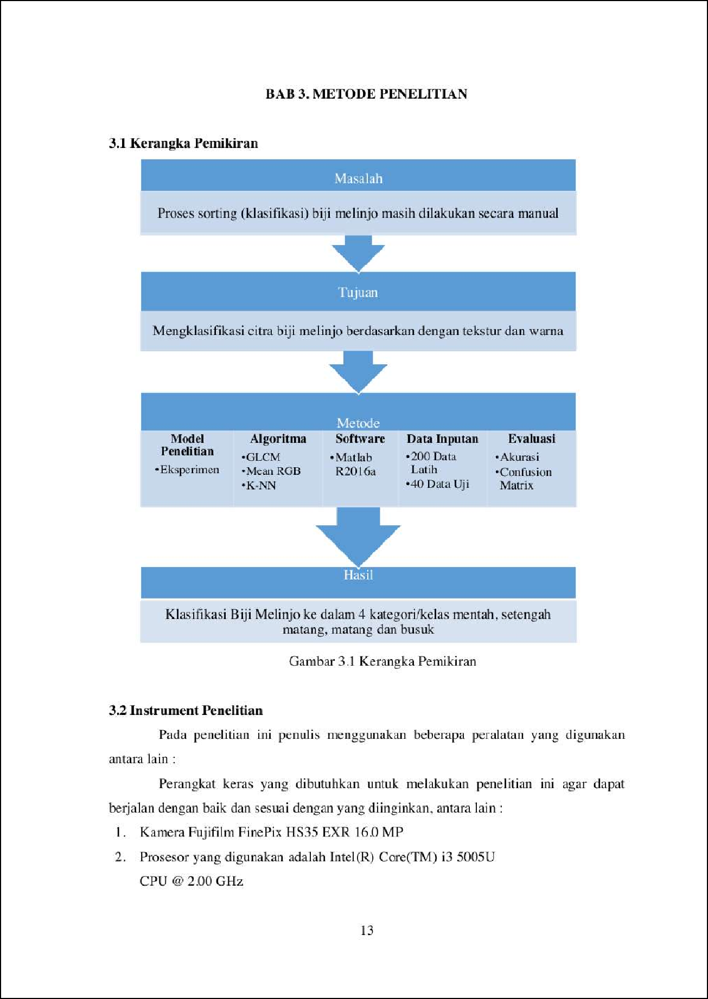 BAB 3. METODE PENELITIAN
3.1 Kerangka Pemikiran
Masalah
Proses sorting (klasifikasi) biji melinjo masih dilakukan secara manual
Tujuan
Mengklasifikasi citra biji melinjo berdasarkan dengan tekstur dan warna
Metode
Model
Penelitian
•Eksperimen
Algoritma
•GLCM
•Mean RGB
•K-NN
Software
•Matlab
R2016a
Data Inputan
•200 Data
Latih
•40 Data Uji
Evaluasi
•Akurasi
•Confusion
Matrix
Hasil
Klasifikasi Biji Melinjo ke dalam 4 kategori/kelas mentah, setengah
matang, matang dan busuk
Gambar 3.1 Kerangka Pemikiran
3.2 Instrument Penelitian
Pada penelitian ini penulis menggunakan beberapa peralatan yang digunakan
antara lain :
Perangkat keras yang dibutuhkan untuk melakukan penelitian ini agar dapat
berjalan dengan baik dan sesuai dengan yang diinginkan, antara lain :
1. Kamera Fujifilm FinePix HS35 EXR 16.0 MP
2. Prosesor yang digunakan adalah Intel(R) Core(TM) i3 5005U
CPU @ 2.00 GHz
13